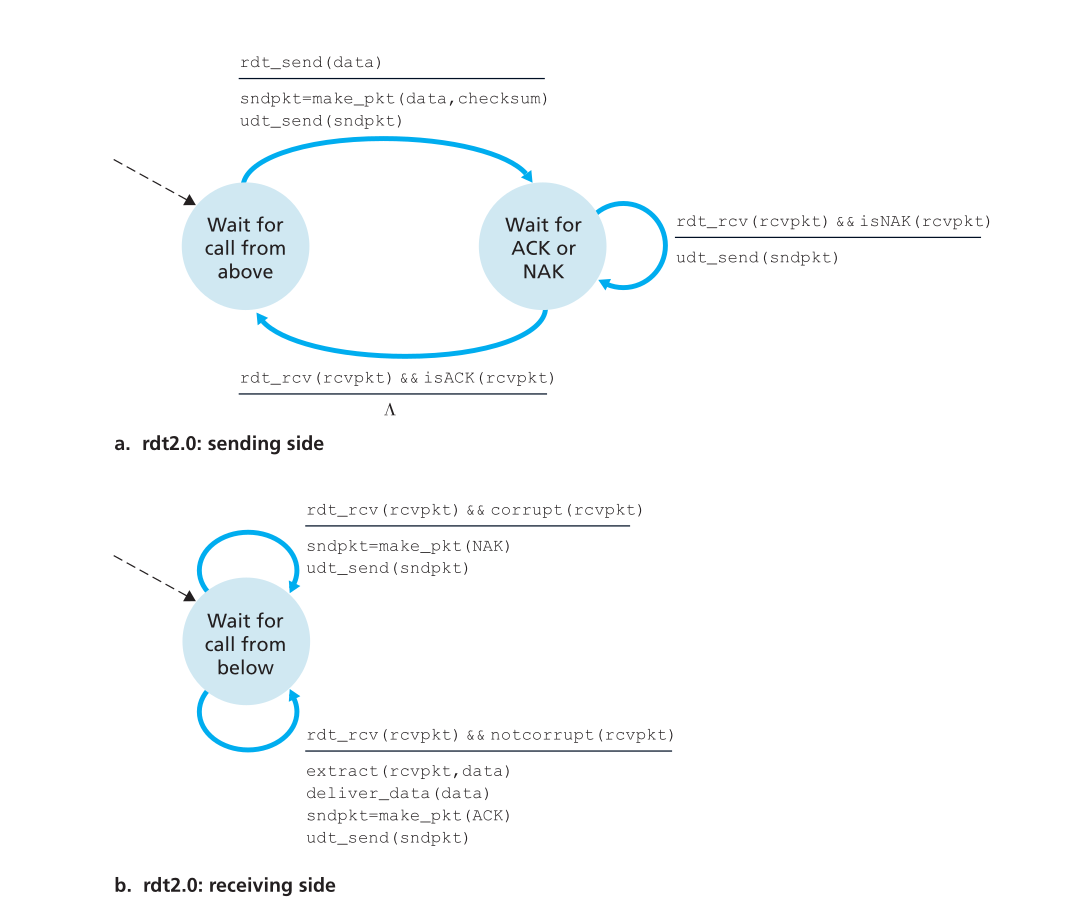 rdt_send(data)
sndpkt=make_pkt(data,checksum)
udt_send(sndpkt)
Wait for
call from
above
Wait for
ACK or
NAK
rdt_rcv(rcvpkt) && isNAK(rcvpkt)
udt_send(sndpkt)
rdt_rcv(rcvpkt) && isACK(rcvpkt)
Λ
a. rdt2.0: sending side
rdt_rcv(rcvpkt) && corrupt(rcvpkt)
sndpkt=make_pkt(NAK)
udt_send(sndpkt)
Wait for
call from
below
rdt_rcv(rcvpkt) && notcorrupt(rcvpkt)
extract(rcvpkt,data)
deliver_data(data)
sndpkt=make_pkt(ACK)
udt_send(sndpkt)
b. rdt2.0: receiving side